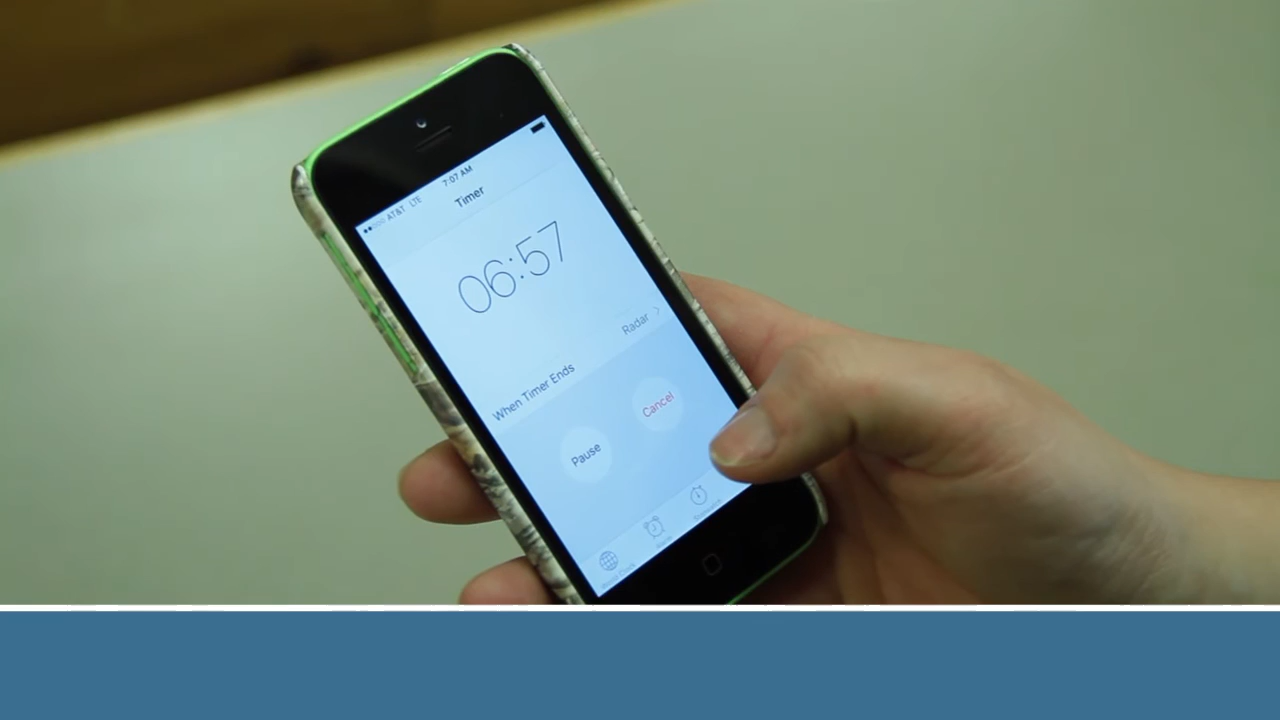 AT&T LTE 7:07 AM
Timer
06:57
When Timer Ends Radar
Pause Cancel